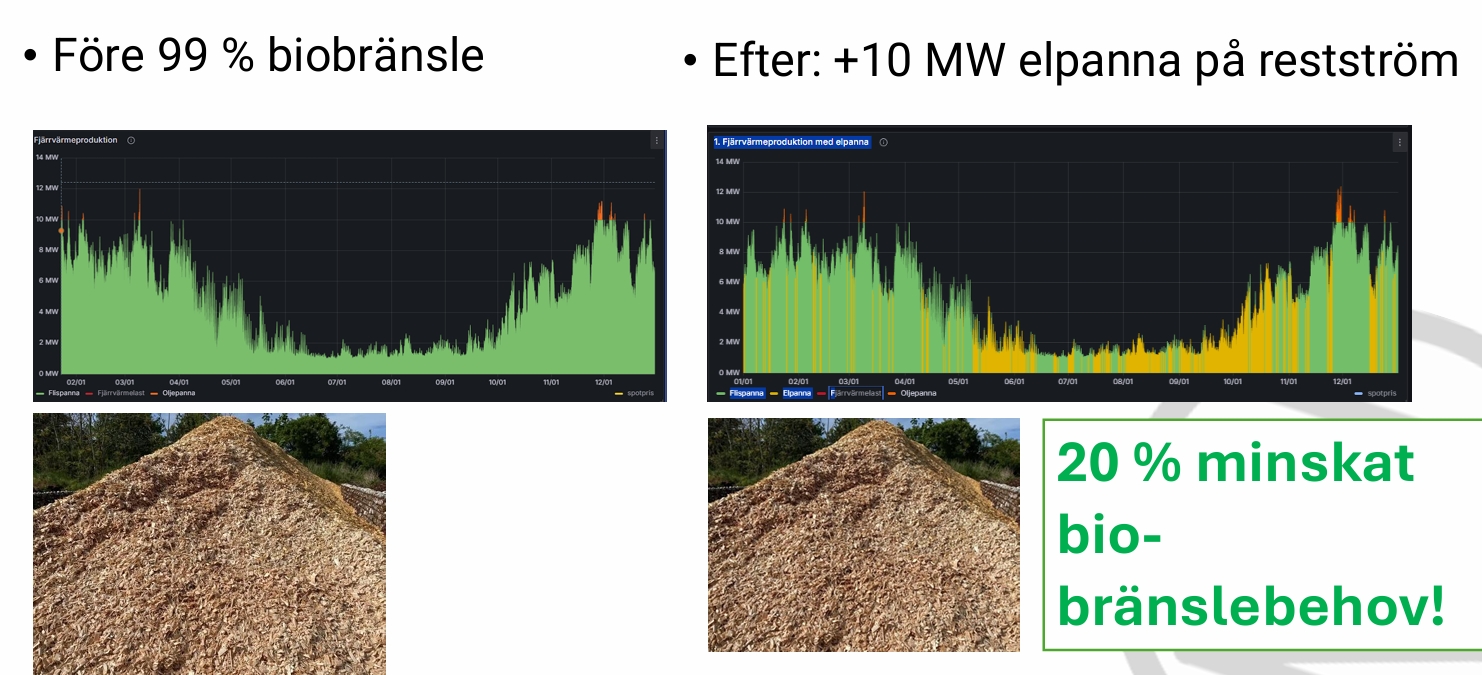 • Före 99 % biobränsle
• Efter: +10 MW elpanna på restström
Fjärrvärmeproduktion
14 MW
12 MW
10 MW
8 MW
6 MW
4 MW
2 MW
0 MW
02/01 03/01 04/01 05/01 06/01 07/01 08/01 09/01 10/01 11/01 12/01
Flispanna Fjärrvärmelast Oljepanna spotpris
1. Fjärrvärmeproduktion med elpanna
14 MW
12 MW
10 MW
8 MW
6 MW
4 MW
2 MW
0 MW
01/01 02/01 03/01 04/01 05/01 06/01 07/01 08/01 09/01 10/01 11/01 12/01
Flispanna Elpanna Fjärrvärmelast Oljepanna spotpris
20 % minskat
bio-
bränslebehov!